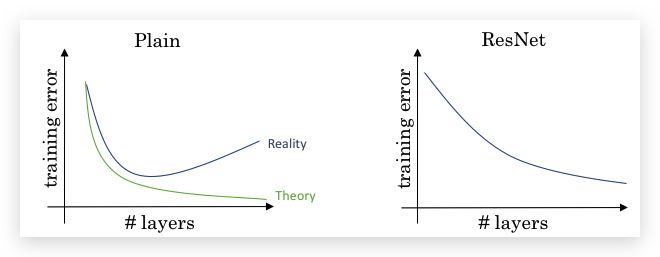 Plain
training error
Reality
Theory
# layers
ResNet
training error
# layers